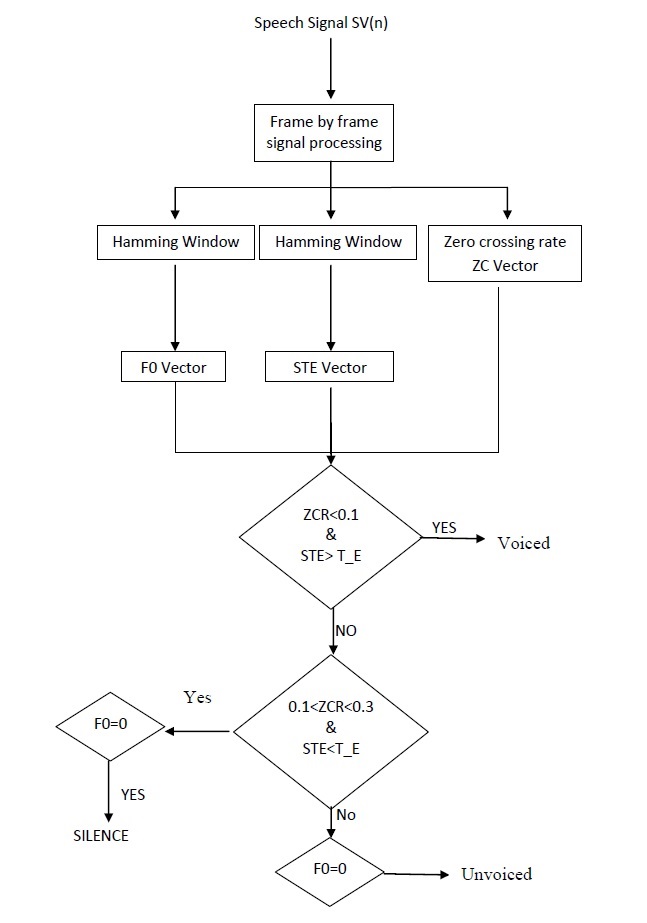 Speech Signal SV(n)
Frame by frame
signal processing
Hamming Window
Hamming Window
Zero crossing rate
ZC Vector
F0 Vector
STE Vector
ZCR<0.1
&
STE> T_E
YES
Voiced
NO
0.1<ZCR<0.3
&
STE<T_E
Yes
F0=0
YES
SILENCE
No
F0=0
Unvoiced